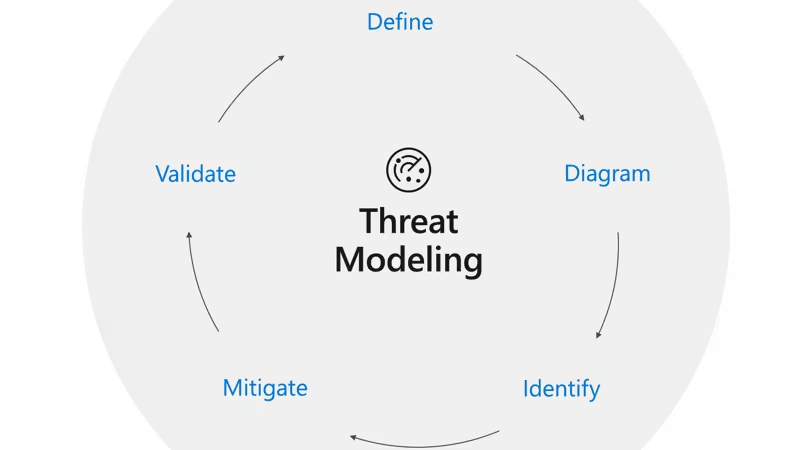 Define
Validate
Diagram
Threat
Modeling
Mitigate
Identify